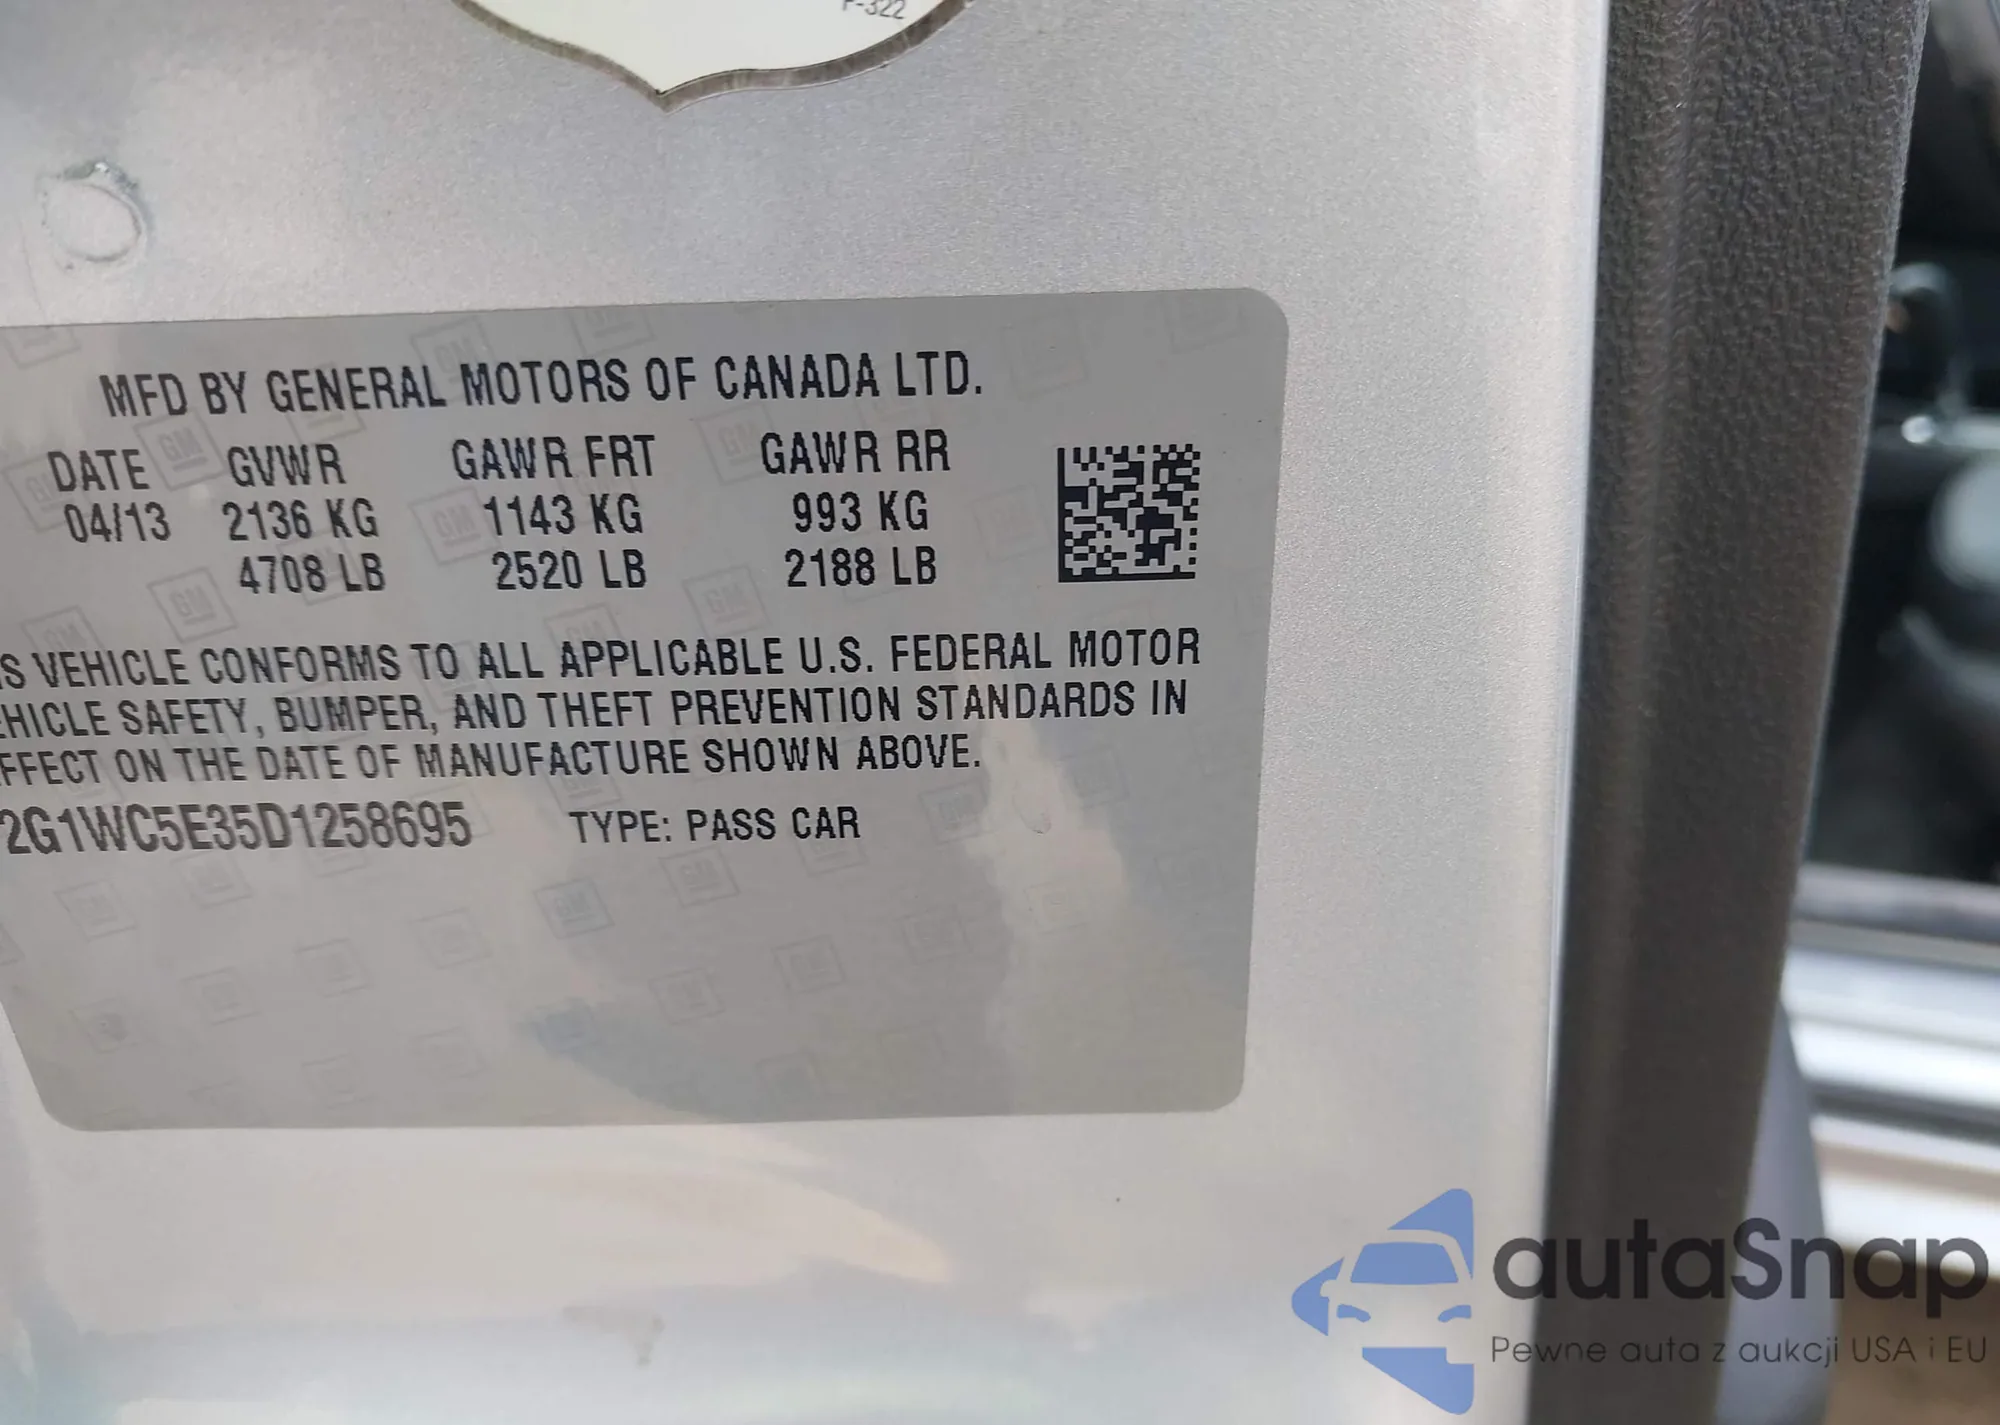 P-322
MFD BY GENERAL MOTORS OF CANADA LTD.
DATE GVWR GAWR FRT GAWR RR
04/13 2136 KG 1143 KG 993 KG
4708 LB 2520 LB 2188 LB
IS VEHICLE CONFORMS TO ALL APPLICABLE U.S. FEDERAL MOTOR
EHICLE SAFETY, BUMPER, AND THEFT PREVENTION STANDARDS IN
FFECT ON THE DATE OF MANUFACTURE SHOWN ABOVE.
2G1WC5E35D1258695 TYPE: PASS CAR
autaSnap
Pewne auta z aukcji USA i EU